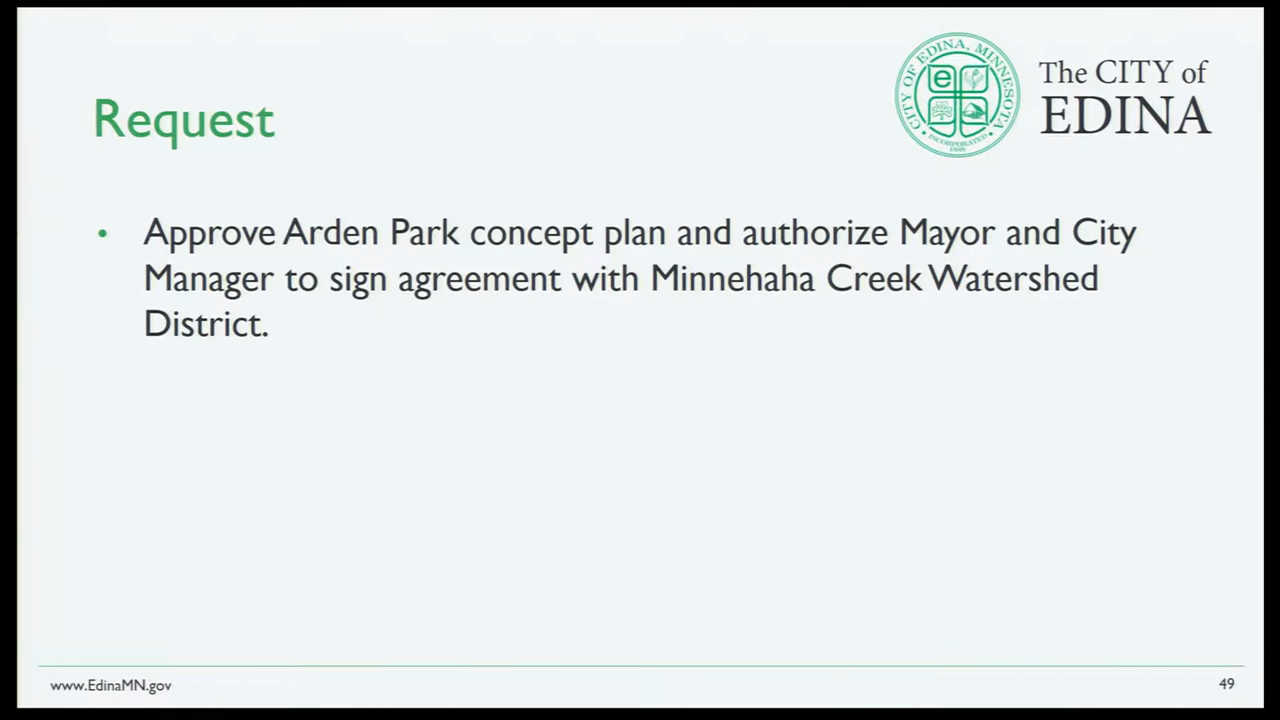 CITY OF EDINA, MINNESOTA
e
INCORPORATED
1888
The CITY of
EDINA
Request
• Approve Arden Park concept plan and authorize Mayor and City
Manager to sign agreement with Minnehaha Creek Watershed
District.
www.EdinaMN.gov
49